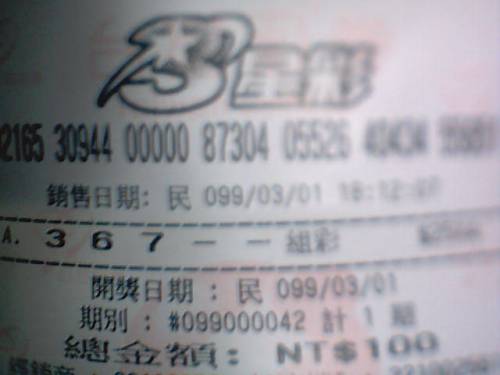 3星彩
02165 30944 00000 87304 05526
銷售日期: 民 099/03/01
A. 3 6 7 - - 組彩
開獎日期 : 民 099/03/01
期別 : #099000042 計 1 期
總金額: NT$100